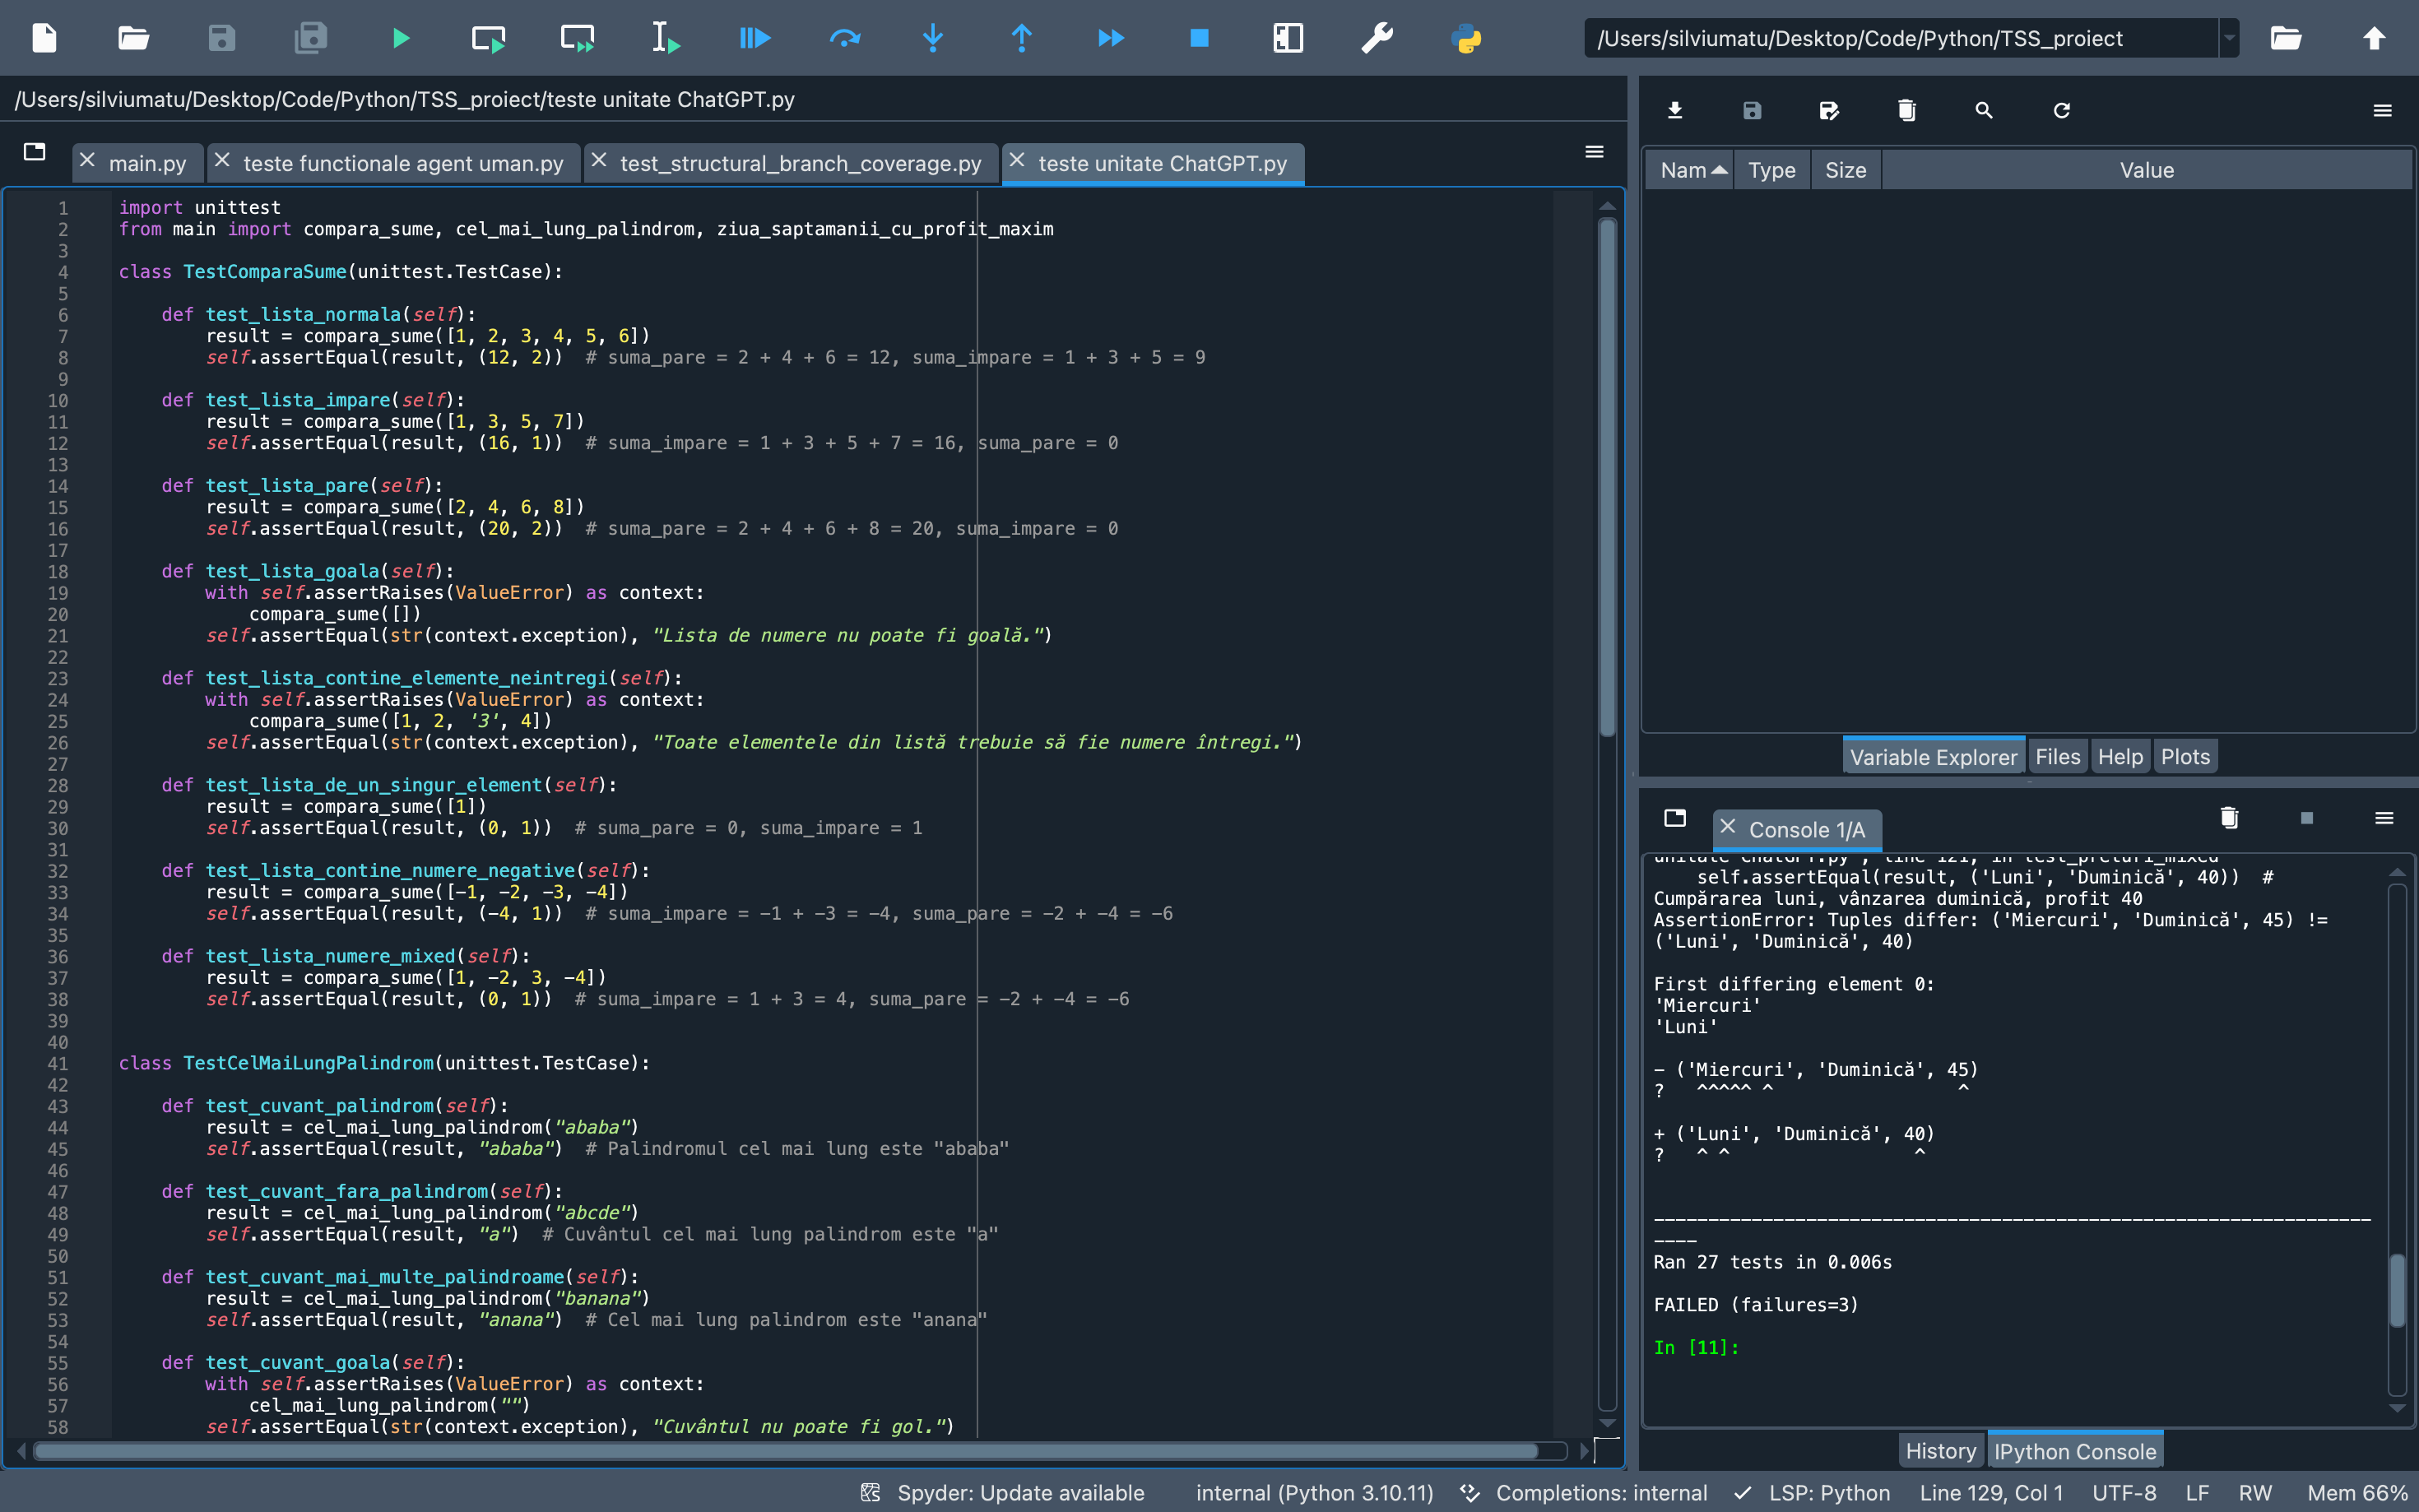 /Users/silviumatu/Desktop/Code/Python/TSS_proiect
/Users/silviumatu/Desktop/Code/Python/TSS_proiect/teste unitate ChatGPT.py
main.py
teste functionale agent uman.py
test_structural_branch_coverage.py
teste unitate ChatGPT.py
1 import unittest
2 from main import compara_sume, cel_mai_lung_palindrom, ziua_saptamanii_cu_profit_maxim
3
4 class TestComparaSume(unittest.TestCase):
5
6     def test_lista_normala(self):
7         result = compara_sume([1, 2, 3, 4, 5, 6])
8         self.assertEqual(result, (12, 2))  # suma_pare = 2 + 4 + 6 = 12, suma_impare = 1 + 3 + 5 = 9
9
10     def test_lista_impare(self):
11         result = compara_sume([1, 3, 5, 7])
12         self.assertEqual(result, (16, 1))  # suma_impare = 1 + 3 + 5 + 7 = 16, suma_pare = 0
13
14     def test_lista_pare(self):
15         result = compara_sume([2, 4, 6, 8])
16         self.assertEqual(result, (20, 2))  # suma_pare = 2 + 4 + 6 + 8 = 20, suma_impare = 0
17
18     def test_lista_goala(self):
19         with self.assertRaises(ValueError) as context:
20             compara_sume([])
21         self.assertEqual(str(context.exception), "Lista de numere nu poate fi goală.")
22
23     def test_lista_contine_elemente_neintregi(self):
24         with self.assertRaises(ValueError) as context:
25             compara_sume([1, 2, '3', 4])
26         self.assertEqual(str(context.exception), "Toate elementele din listă trebuie să fie numere întregi.")
27
28     def test_lista_de_un_singur_element(self):
29         result = compara_sume([1])
30         self.assertEqual(result, (0, 1))  # suma_pare = 0, suma_impare = 1
31
32     def test_lista_contine_numere_negative(self):
33         result = compara_sume([-1, -2, -3, -4])
34         self.assertEqual(result, (-4, 1))  # suma_impare = -1 + -3 = -4, suma_pare = -2 + -4 = -6
35
36     def test_lista_numere_mixed(self):
37         result = compara_sume([1, -2, 3, -4])
38         self.assertEqual(result, (0, 1))  # suma_impare = 1 + 3 = 4, suma_pare = -2 + -4 = -6
39
40
41 class TestCelMaiLungPalindrom(unittest.TestCase):
42
43     def test_cuvant_palindrom(self):
44         result = cel_mai_lung_palindrom("ababa")
45         self.assertEqual(result, "ababa")  # Palindromul cel mai lung este "ababa"
46
47     def test_cuvant_fara_palindrom(self):
48         result = cel_mai_lung_palindrom("abcde")
49         self.assertEqual(result, "a")  # Cuvântul cel mai lung palindrom este "a"
50
51     def test_cuvant_mai_multe_palindroame(self):
52         result = cel_mai_lung_palindrom("banana")
53         self.assertEqual(result, "anana")  # Cel mai lung palindrom este "anana"
54
55     def test_cuvant_goala(self):
56         with self.assertRaises(ValueError) as context:
57             cel_mai_lung_palindrom("")
58         self.assertEqual(str(context.exception), "Cuvântul nu poate fi gol.")
Nam Type Size Value
Variable Explorer Files Help Plots
Console 1/A
unitate ChatGPT.py", line 121, in test_preturi_mixed
    self.assertEqual(result, ('Luni', 'Duminică', 40))  #
Cumpărarea luni, vânzarea duminică, profit 40
AssertionError: Tuples differ: ('Miercuri', 'Duminică', 45) !=
('Luni', 'Duminică', 40)
First differing element 0:
'Miercuri'
'Luni'
- ('Miercuri', 'Duminică', 45)
?   ^^^^^ ^                 ^
+ ('Luni', 'Duminică', 40)
?   ^ ^                 ^
----------------------------------------------------------------------
Ran 27 tests in 0.006s
FAILED (failures=3)
In [11]:
History IPython Console
Spyder: Update available internal (Python 3.10.11) Completions: internal LSP: Python Line 129, Col 1 UTF-8 LF RW Mem 66%